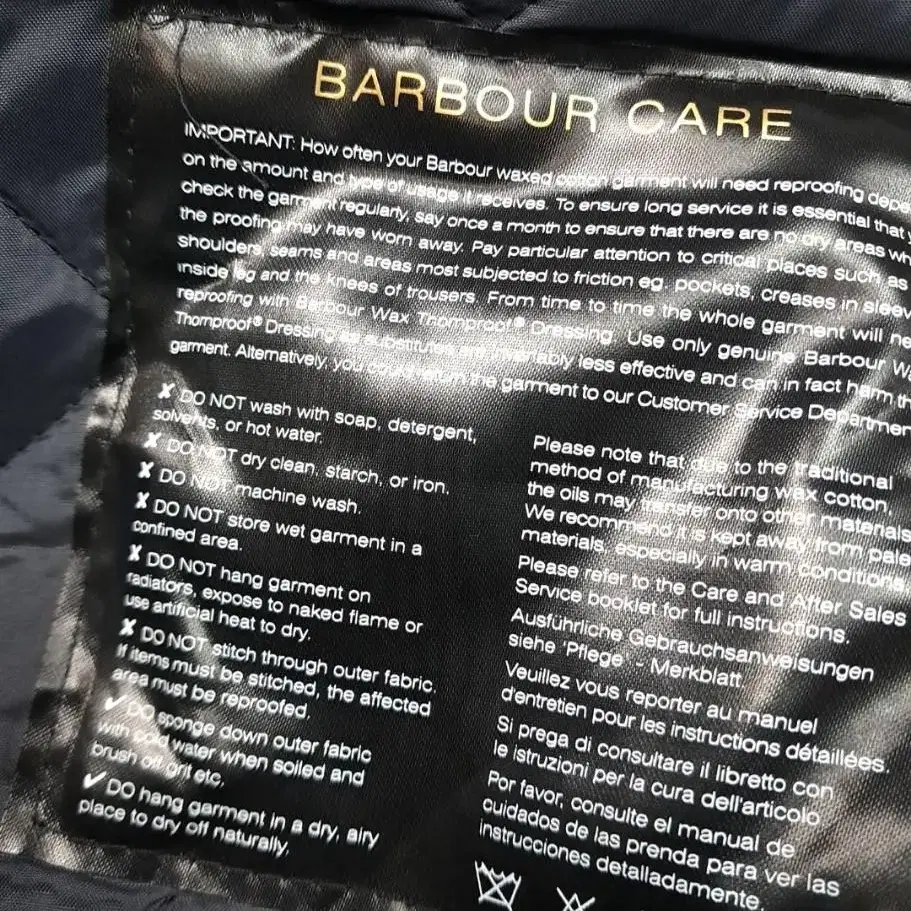 BARBOUR CARE
IMPORTANT: How often your Barbour waxed cotton garment will need reproofing depe
on the amount and type of usage it receives. To ensure long service it is essential that y
check the garment regularly, say once a month to ensure that there are no dry areas wh
the proofing may have worn away. Pay particular attention to critical places such as
shoulders, seams and areas most subjected to friction eg. pockets, creases in sleev
inside leg and the knees of trousers. From time to time the whole garment will ne
reproofing with Barbour Wax Thornproof® Dressing. Use only genuine Barbour Wa
Thornproof® Dressing as substitutes are invariably less effective and can in fact harm th
garment. Alternatively, you could return the garment to our Customer Service Departmen
✘ DO NOT wash with soap, detergent,
solvents, or hot water.
✘ DO NOT dry clean, starch, or iron.
✘ DO NOT machine wash.
✘ DO NOT store wet garment in a
confined area.
✘ DO NOT hang garment on
radiators, expose to naked flame or
use artificial heat to dry.
✘ DO NOT stitch through outer fabric.
If items must be stitched, the affected
area must be reproofed.
✓ DO sponge down outer fabric
with cold water when soiled and
brush off grit etc.
✓ DO hang garment in a dry, airy
place to dry off naturally.
Please note that due to the traditional
method of manufacturing wax cotton,
the oils may transfer onto other materials
We recommend it is kept away from pale
materials, especially in warm conditions.
Please refer to the Care and After Sales
Service booklet for full instructions.
Ausführliche Gebrauchsanweisungen
siehe 'Pflege' - Merkblatt
Veuillez vous reporter au manuel
d'entretien pour les instructions détaillées.
Si prega di consultare il libretto con
le istruzioni per la cura dell'articolo
Por favor, consulte el manual de
cuidados de las prenda para ver las
instrucciones detalladamente.